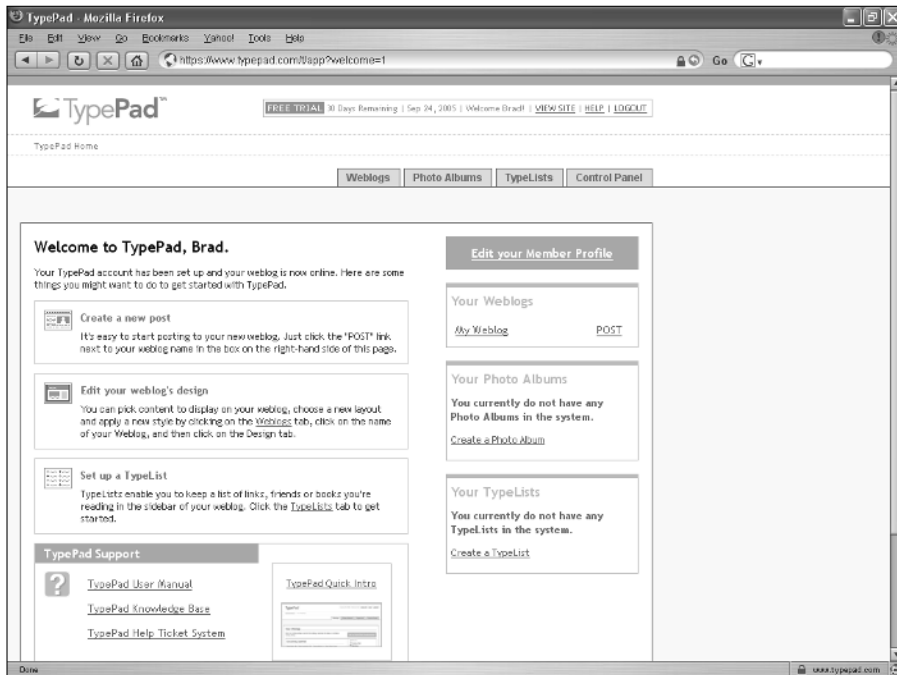 TypePad - Mozilla Firefox
File Edit View Go Bookmarks Yahoo! Tools Help
https://www.typepad.com/t/app?welcome=1
Go
TypePad™
FREE TRIAL 30 Days Remaining | Sep 24, 2005 | Welcome Brad! | VIEW SITE | HELP | LOGOUT
TypePad Home
Weblogs Photo Albums TypeLists Control Panel
Welcome to TypePad, Brad.
Your TypePad account has been set up and your weblog is now online. Here are some
things you might want to do to get started with TypePad.
Create a new post
It's easy to start posting to your new weblog. Just click the "POST" link
next to your weblog name in the box on the right-hand side of this page.
Edit your weblog's design
You can pick content to display on your weblog, choose a new layout
and apply a new style by clicking on the Weblogs tab, click on the name
of your Weblog, and then click on the Design tab.
Set up a TypeList
TypeLists enable you to keep a list of links, friends or books you're
reading in the sidebar of your weblog. Click the TypeLists tab to get
started.
TypePad Support
TypePad User Manual
TypePad Knowledge Base
TypePad Help Ticket System
TypePad Quick Intro
Edit your Member Profile
Your Weblogs
My Weblog POST
Your Photo Albums
You currently do not have any
Photo Albums in the system.
Create a Photo Album
Your TypeLists
You currently do not have any
TypeLists in the system.
Create a TypeList
Done
www.typepad.com